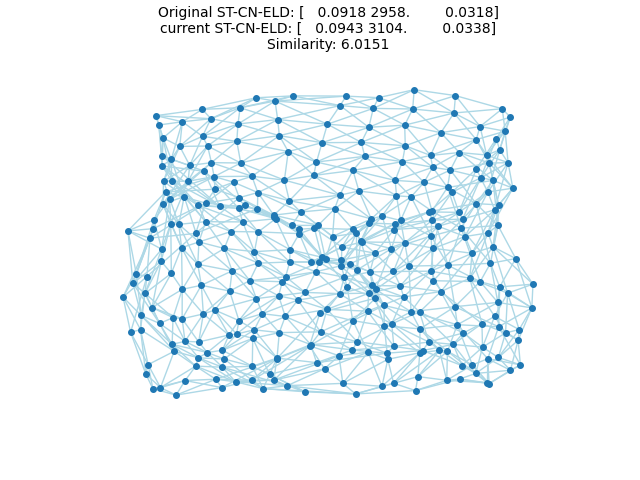 Original ST-CN-ELD: [   0.0918 2958.        0.0318]
current ST-CN-ELD: [   0.0943 3104.        0.0338]
Similarity: 6.0151